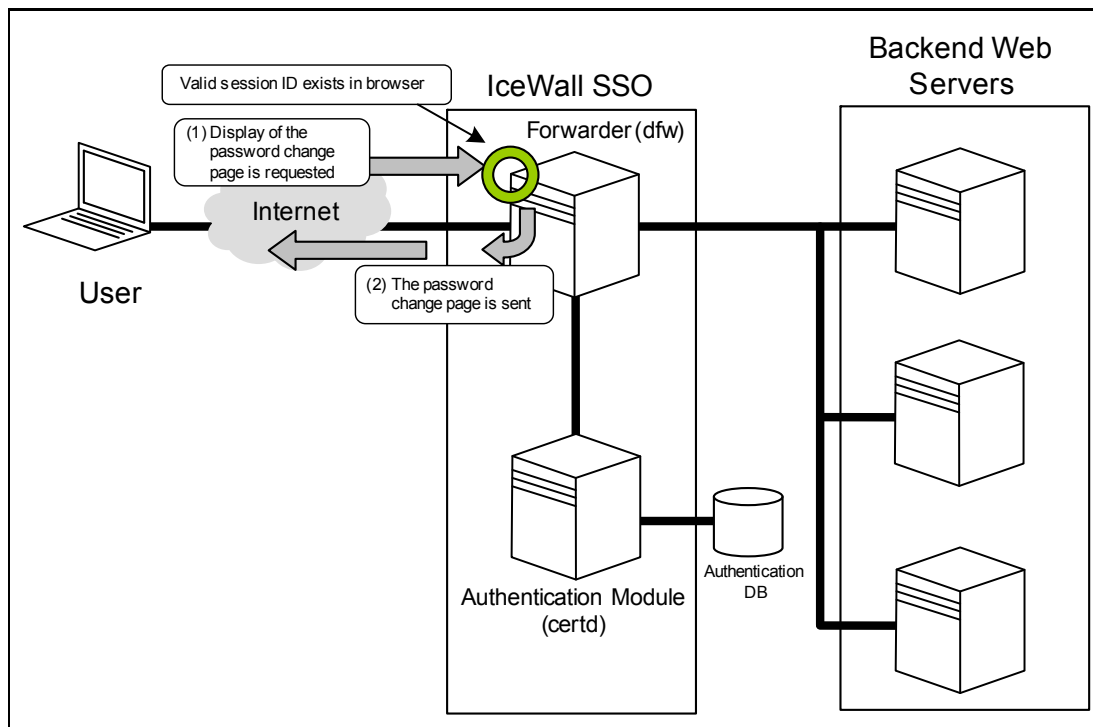 Backend Web
Servers
IceWall SSO
Valid session ID exists in browser
Forwarder (dfw)
(1) Display of the
password change
page is requested
Internet
User
(2) The password
change page is sent
Authentication Module
(certd)
Authentication
DB